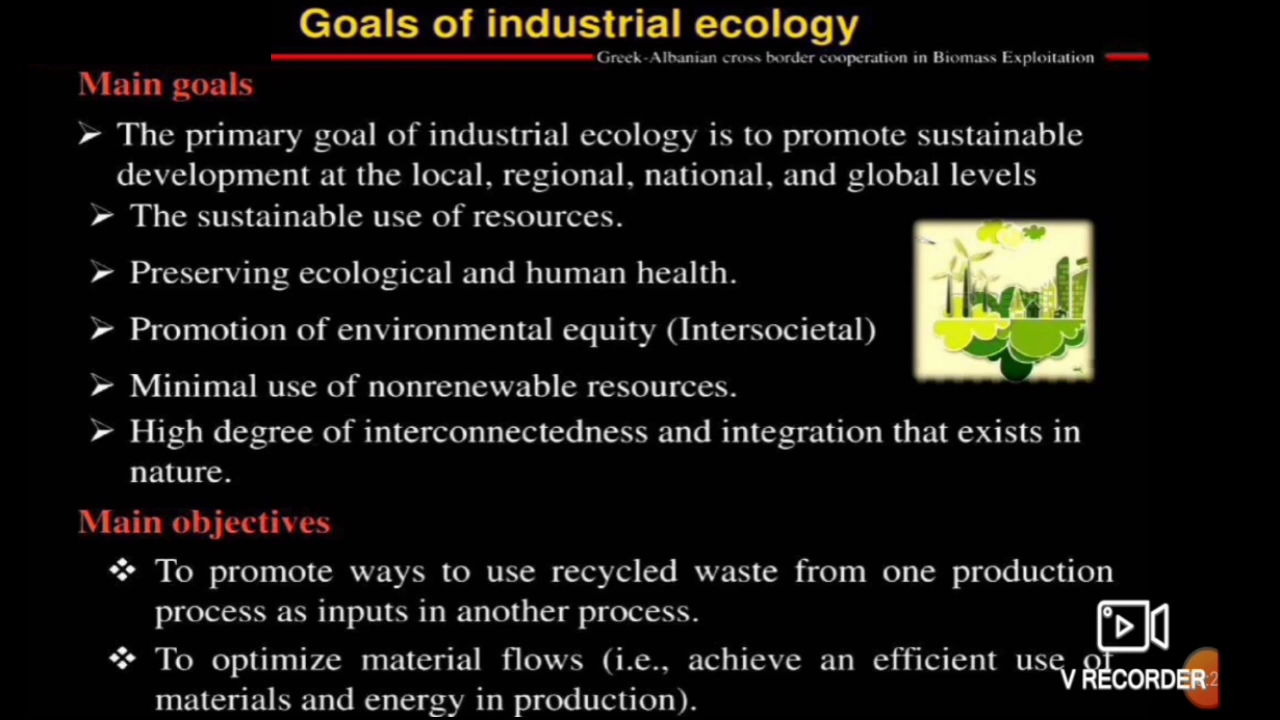 Goals of industrial ecology
Greek-Albanian cross border cooperation in Biomass Exploitation
Main goals
➢ The primary goal of industrial ecology is to promote sustainable
development at the local, regional, national, and global levels
➢ The sustainable use of resources.
➢ Preserving ecological and human health.
➢ Promotion of environmental equity (Intersocietal)
➢ Minimal use of nonrenewable resources.
➢ High degree of interconnectedness and integration that exists in
nature.
Main objectives
❖ To promote ways to use recycled waste from one production
process as inputs in another process.
❖ To optimize material flows (i.e., achieve an efficient use of
materials and energy in production).
V RECORDER